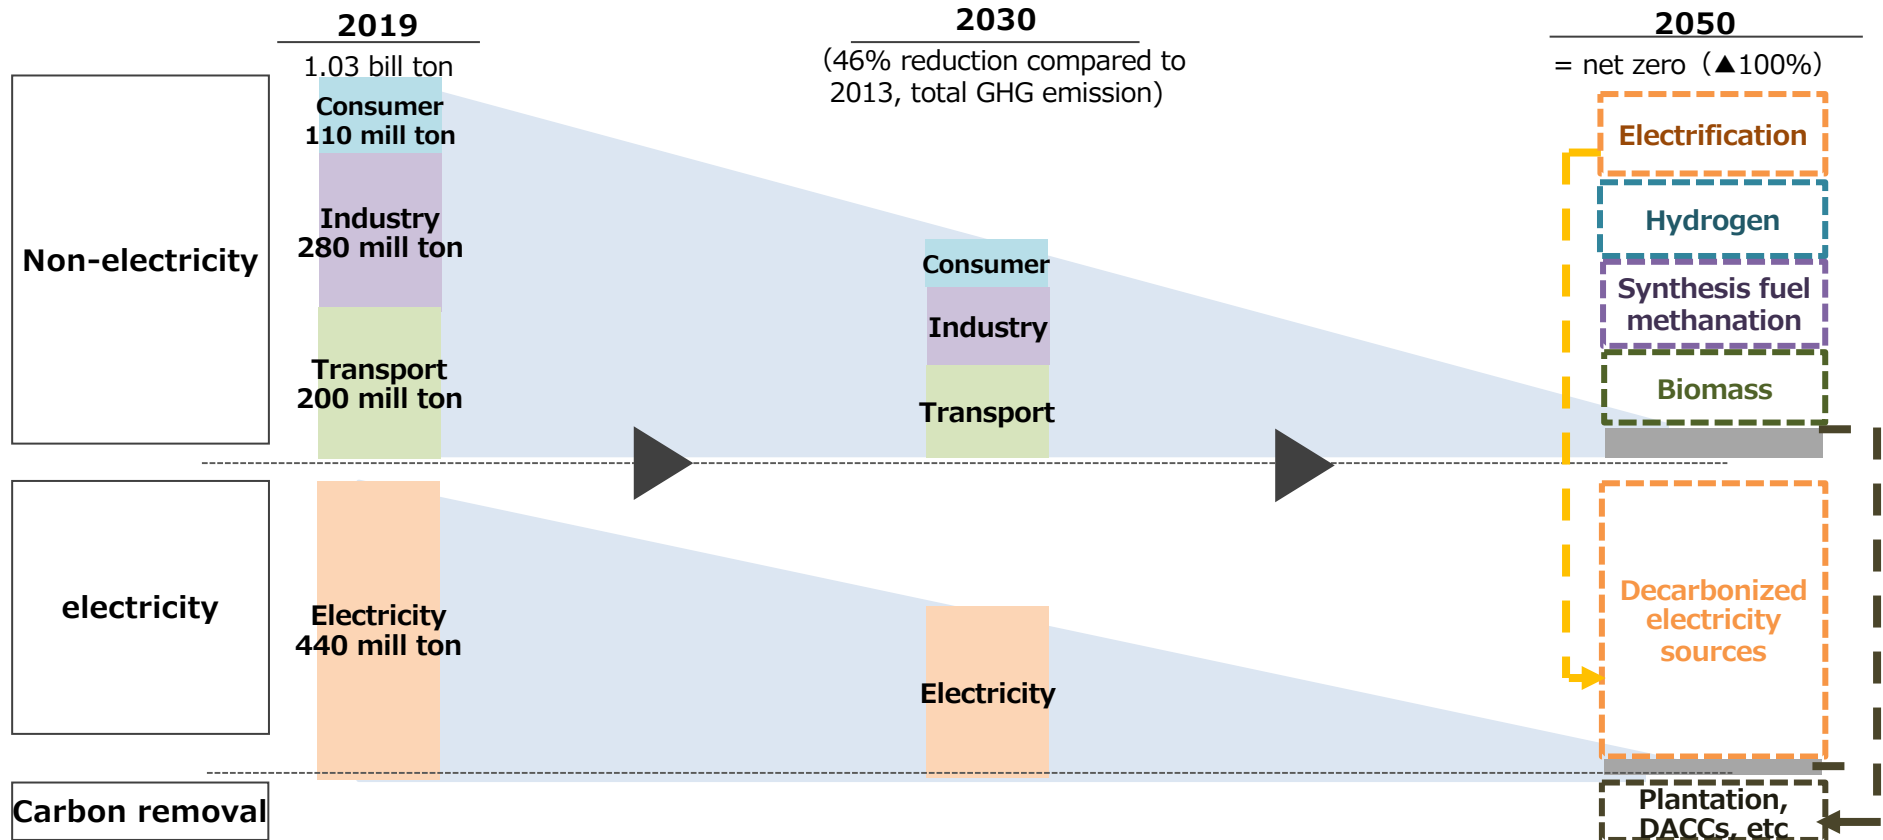 2019
1.03 bill ton
2030
(46% reduction compared to
2013, total GHG emission)
2050
= net zero（▲100%）
Non-electricity
Consumer
110 mill ton
Industry
280 mill ton
Transport
200 mill ton
Consumer
Industry
Transport
Electrification
Hydrogen
Synthesis fuel
methanation
Biomass
electricity
Electricity
440 mill ton
Electricity
Decarbonized
electricity
sources
Carbon removal
Plantation,
DACCs, etc